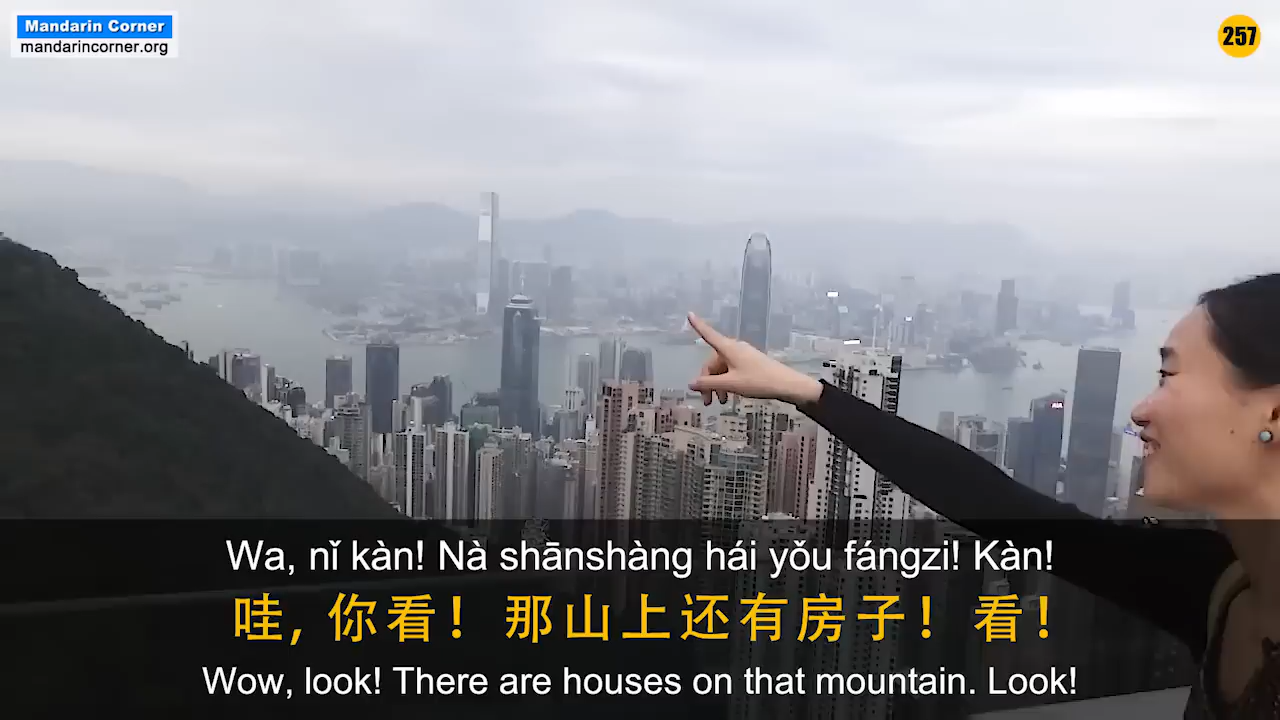 Mandarin Corner
mandarincorner.org
257
Wa, nǐ kàn! Nà shānshàng hái yǒu fángzi! Kàn!
哇, 你看! 那山上还有房子! 看!
Wow, look! There are houses on that mountain. Look!